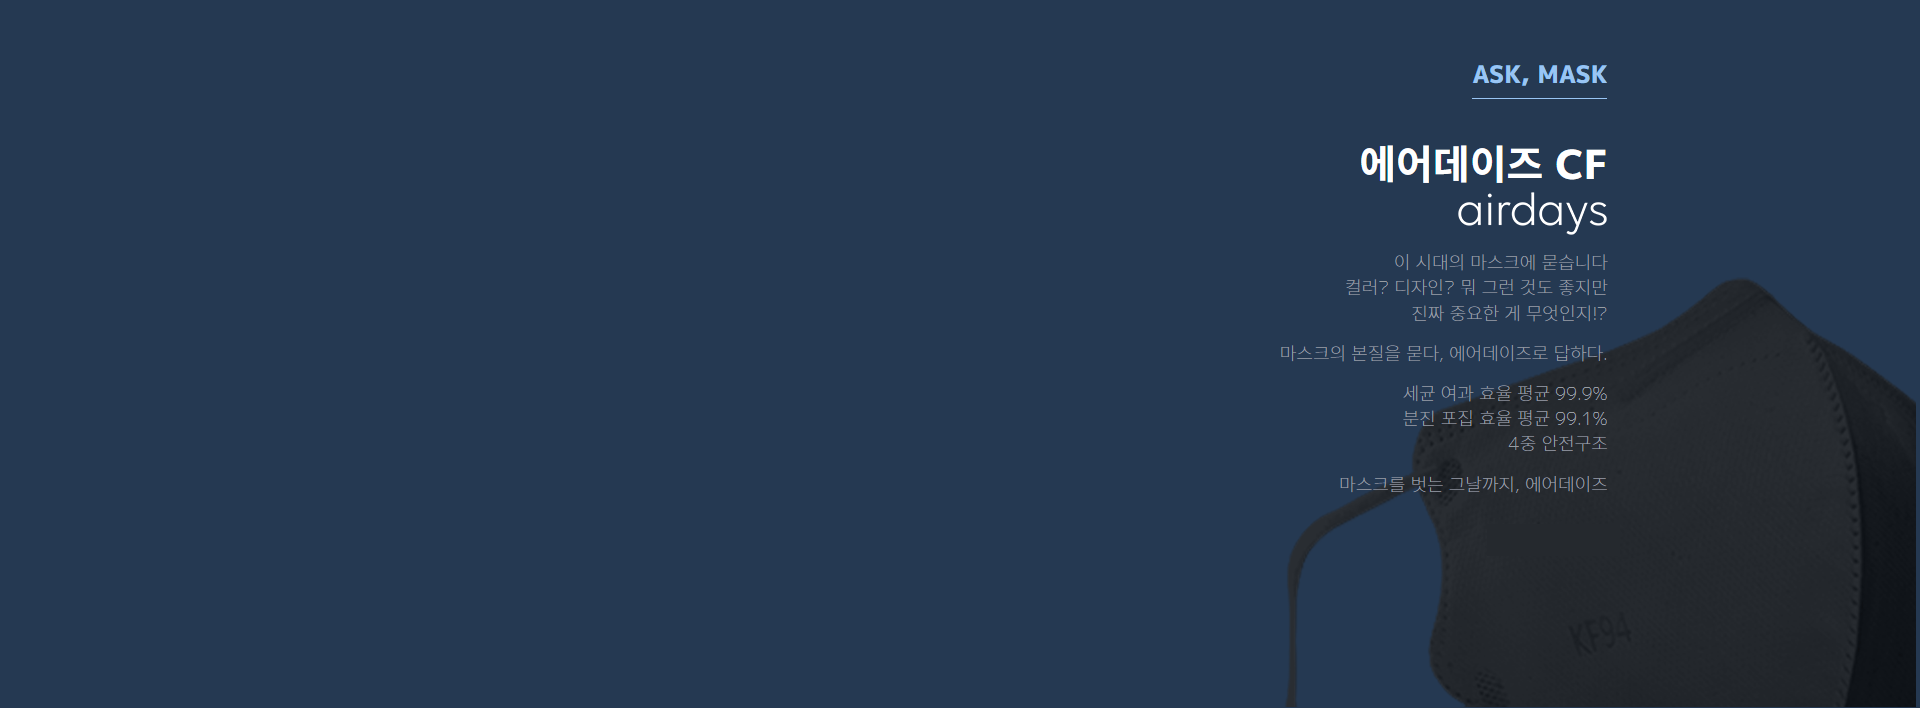 ASK, MASK
에어데이즈 CF
airdays
이 시대의 마스크에 묻습니다
컬러? 디자인? 뭐 그런 것도 좋지만
진짜 중요한 게 무엇인지!?
마스크의 본질을 묻다, 에어데이즈로 답하다.
세균 여과 효율 평균 99.9%
분진 포집 효율 평균 99.1%
4중 안전구조
마스크를 벗는 그날까지, 에어데이즈
KF94